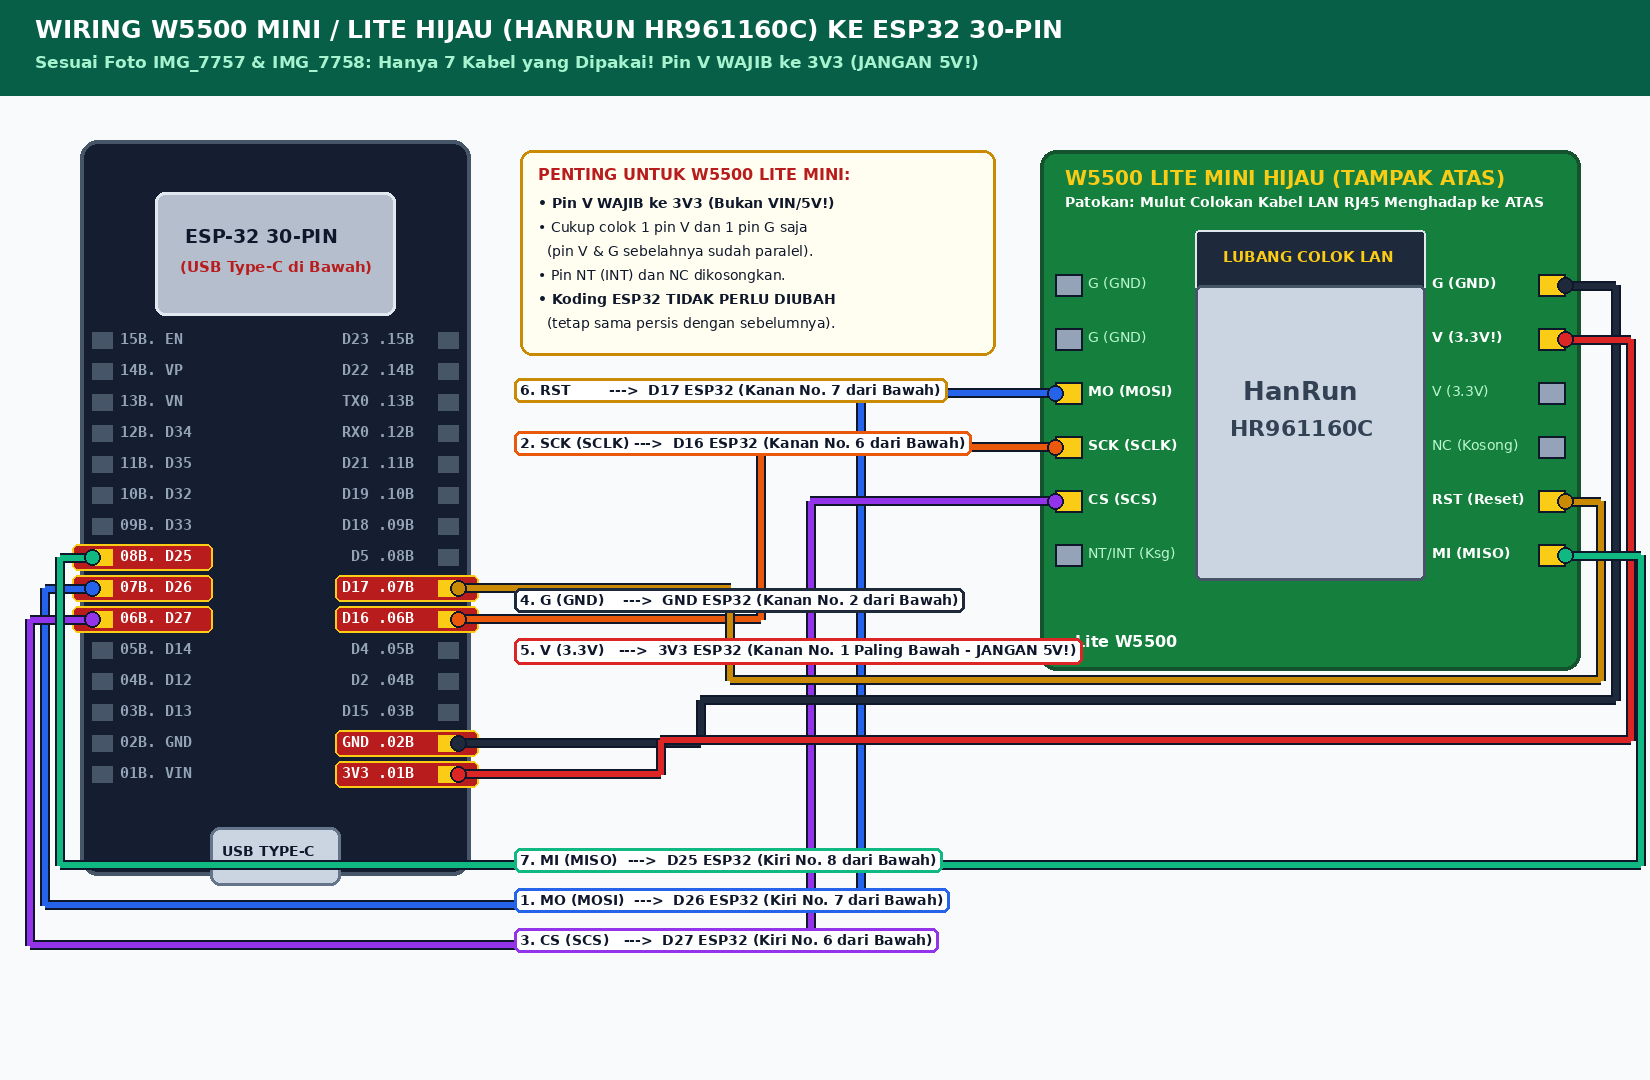 WIRING W5500 MINI / LITE HIJAU (HANRUN HR961160C) KE ESP32 30-PIN
Sesuai Foto IMG_7757 & IMG_7758: Hanya 7 Kabel yang Dipakai! Pin V WAJIB ke 3V3 (JANGAN 5V!)
ESP-32 30-PIN
(USB Type-C di Bawah)
15B. EN
D23 .15B
14B. VP
D22 .14B
13B. VN
TX0 .13B
12B. D34
RX0 .12B
11B. D35
D21 .11B
10B. D32
D19 .10B
09B. D33
D18 .09B
08B. D25
D5 .08B
07B. D26
D17 .07B
06B. D27
D16 .06B
05B. D14
D4 .05B
04B. D12
D2 .04B
03B. D13
D15 .03B
02B. GND
GND .02B
01B. VIN
3V3 .01B
USB TYPE-C
PENTING UNTUK W5500 LITE MINI:
• Pin V WAJIB ke 3V3 (Bukan VIN/5V!)
• Cukup colok 1 pin V dan 1 pin G saja
(pin V & G sebelahnya sudah paralel).
• Pin NT (INT) dan NC dikosongkan.
• Koding ESP32 TIDAK PERLU DIUBAH
(tetap sama persis dengan sebelumnya).
6. RST ---> D17 ESP32 (Kanan No. 7 dari Bawah)
2. SCK (SCLK) ---> D16 ESP32 (Kanan No. 6 dari Bawah)
4. G (GND) ---> GND ESP32 (Kanan No. 2 dari Bawah)
5. V (3.3V) ---> 3V3 ESP32 (Kanan No. 1 Paling Bawah - JANGAN 5V!)
7. MI (MISO) ---> D25 ESP32 (Kiri No. 8 dari Bawah)
1. MO (MOSI) ---> D26 ESP32 (Kiri No. 7 dari Bawah)
3. CS (SCS) ---> D27 ESP32 (Kiri No. 6 dari Bawah)
W5500 LITE MINI HIJAU (TAMPAK ATAS)
Patokan: Mulut Colokan Kabel LAN RJ45 Menghadap ke ATAS
LUBANG COLOK LAN
HanRun
HR961160C
G (GND)
G (GND)
G (GND)
V (3.3V!)
MO (MOSI)
V (3.3V)
SCK (SCLK)
NC (Kosong)
CS (SCS)
RST (Reset)
NT/INT (Ksg)
MI (MISO)
Lite W5500